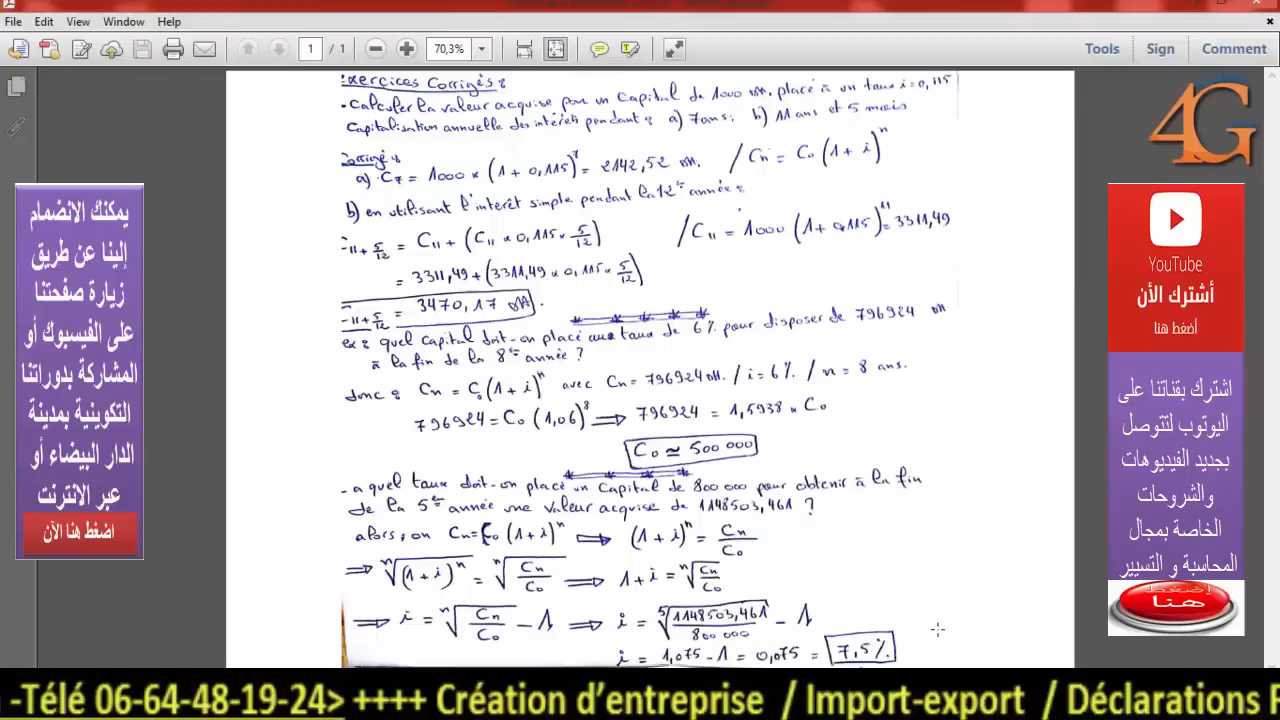 File Edit View Window Help
1 / 1 70,3% Tools Sign Comment
Exercices Corrigés :
- Calculer la valeur acquise par un Capital de 1000 DH, placé à un taux i = 0,115
Capitalisation annuelle des intérêts pendant : a) 7 ans ; b) 11 ans et 5 mois
Corrigé :
a) C7 = 1000 × (1 + 0,115)^7 = 2142,52 DH. / Cn = C0 (1 + i)^n
b) en utilisant l'interêt simple pendant la 12ème année :
C11 + 5/12 = C11 + (C11 × 0,115 × 5/12) / C11 = 1000 (1 + 0,115)^11 = 3311,49
= 3311,49 + (3311,49 × 0,115 × 5/12)
C11 + 5/12 = 3470,17 DH.
ex : quel Capital doit-on placé aux taux de 6% pour disposer de 796924 DH
à la fin de la 8ème année ?
donc : Cn = C0 (1 + i)^n avec Cn = 796924 DH. / i = 6% / n = 8 ans.
796924 = C0 (1,06)^8 ⟹ 796924 = 1,5938 × C0
C0 ≃ 500 000
- a quel taux doit-on placé un Capital de 800 000 pour obtenir à la fin
de la 5ème année une valeur acquise de 1148503,461 ?
alors, on Cn = C0 (1+i)^n ⟹ (1 + i)^n = Cn/C0
⟹ ⁿ√(1 + i)^n = ⁿ√Cn/C0 ⟹ 1 + i = ⁿ√Cn/C0
⟹ i = ⁿ√Cn/C0 - 1 ⟹ i = ⁵√1148503,461/800 000 - 1
i = 1,075 - 1 = 0,075 = 7,5%
يمكنك الانضمام
إلينا عن طريق
زيارة صفحتنا
على الفيسبوك أو
المشاركة بدوراتنا
التكوينية بمدينة
الدار البيضاء أو
عبر الانترنت
اضغط هنا الآن
4G
YouTube
أشترك الأن
أضغط هنا
اشترك بقناتنا على
اليوتوب لتتوصل
بجديد الفيديوهات
والشروحات
الخاصة بمجال
المحاسبة و التسيير
إضغط
هنا
-Télé 06-64-48-19-24> ++++ Création d'entreprise / Import-export / Déclarations F